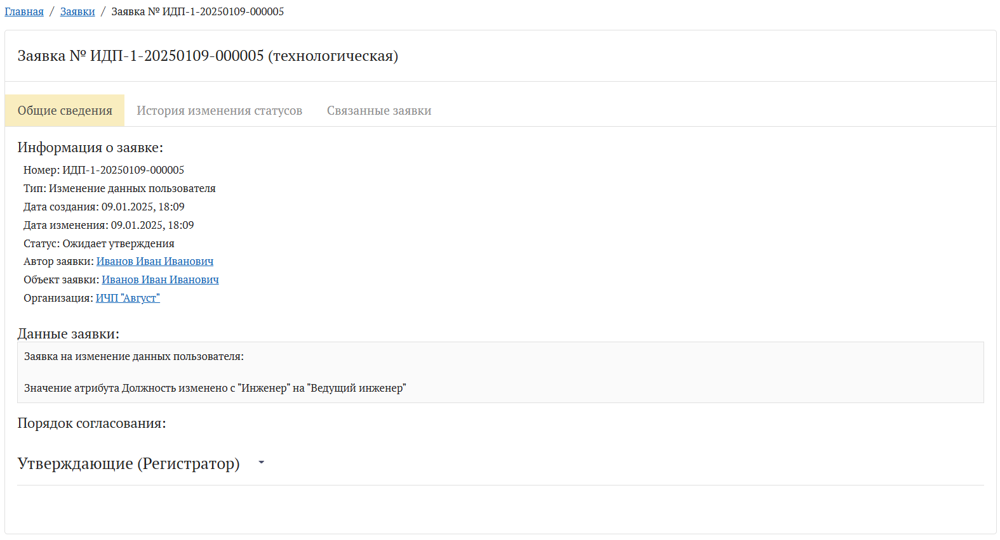 Главная / Заявки / Заявка № ИДП-1-20250109-000005
Заявка № ИДП-1-20250109-000005 (технологическая)
Общие сведения История изменения статусов Связанные заявки
Информация о заявке:
Номер: ИДП-1-20250109-000005
Тип: Изменение данных пользователя
Дата создания: 09.01.2025, 18:09
Дата изменения: 09.01.2025, 18:09
Статус: Ожидает утверждения
Автор заявки: Иванов Иван Иванович
Объект заявки: Иванов Иван Иванович
Организация: ИЧП "Август"
Данные заявки:
Заявка на изменение данных пользователя:
Значение атрибута Должность изменено с "Инженер" на "Ведущий инженер"
Порядок согласования:
Утверждающие (Регистратор)